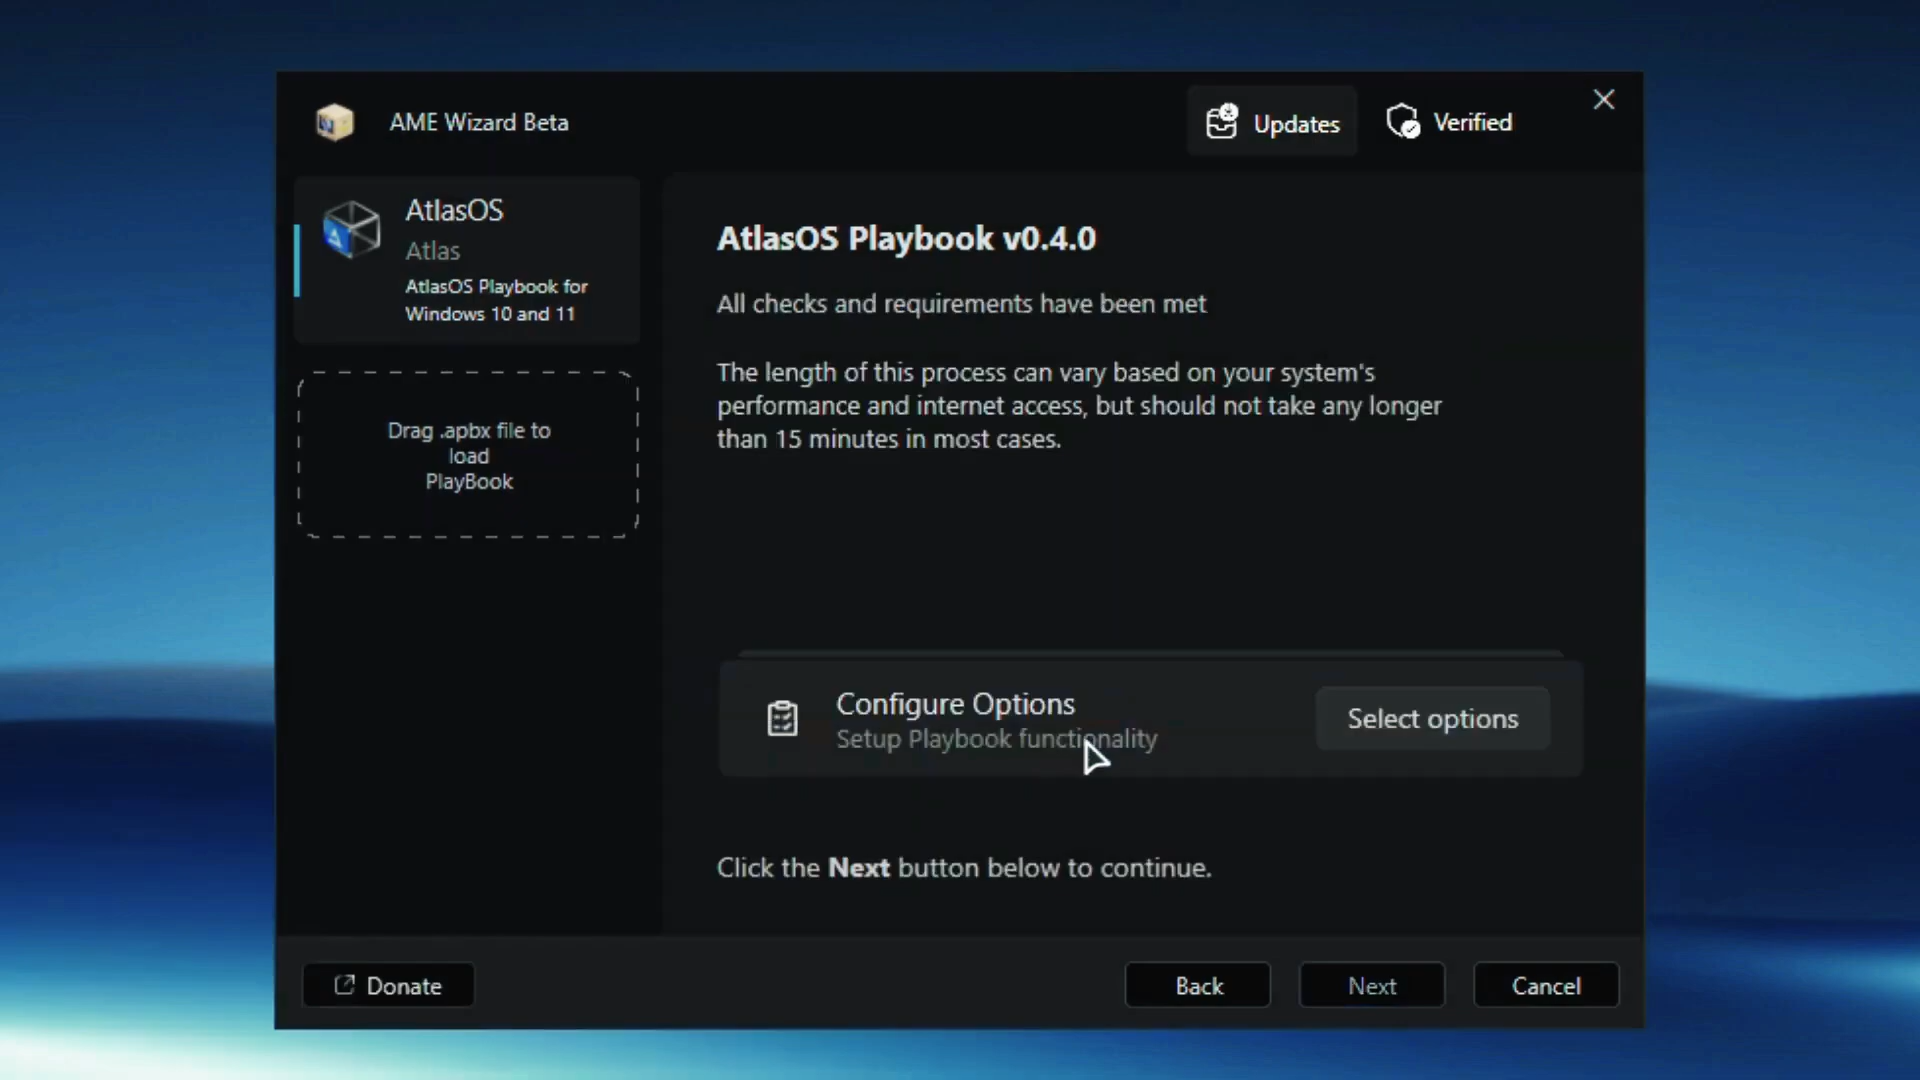 AME Wizard Beta
Updates
Verified
AtlasOS
Atlas
AtlasOS Playbook for
Windows 10 and 11
Drag .apbx file to
load
PlayBook
AtlasOS Playbook v0.4.0
All checks and requirements have been met
The length of this process can vary based on your system's
performance and internet access, but should not take any longer
than 15 minutes in most cases.
Configure Options
Setup Playbook functionality
Select options
Click the Next button below to continue.
Donate
Back
Next
Cancel